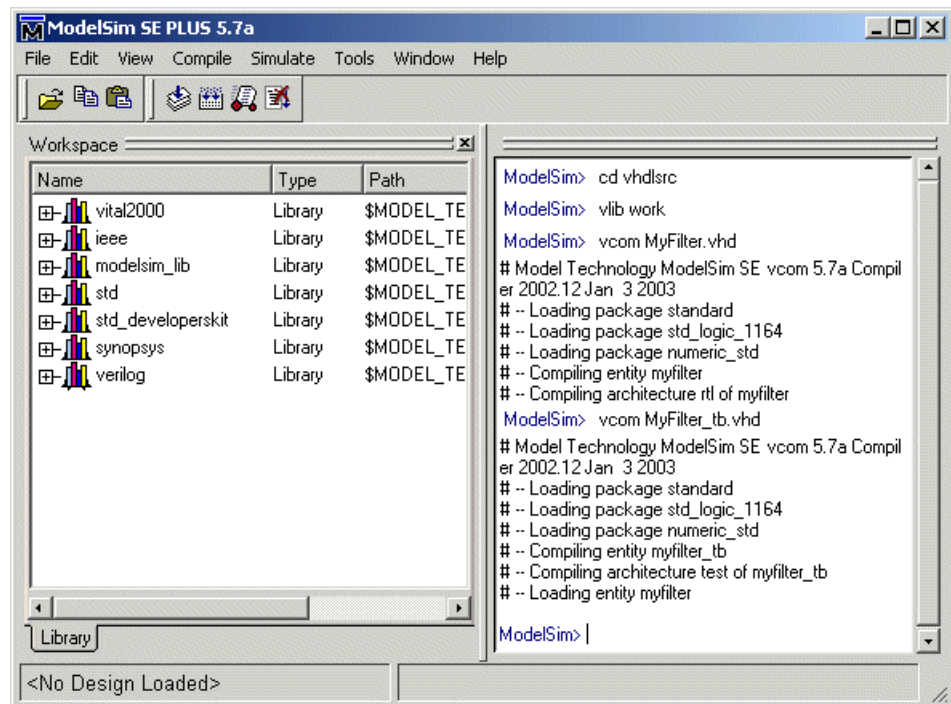 ModelSim SE PLUS 5.7a
File Edit View Compile Simulate Tools Window Help
Workspace
Name Type Path
vital2000 Library $MODEL_TE
ieee Library $MODEL_TE
modelsim_lib Library $MODEL_TE
std Library $MODEL_TE
std_developerskit Library $MODEL_TE
synopsys Library $MODEL_TE
verilog Library $MODEL_TE
Library
ModelSim> cd vhdlsrc
ModelSim> vlib work
ModelSim> vcom MyFilter.vhd
# Model Technology ModelSim SE vcom 5.7a Compil
er 2002.12 Jan 3 2003
# -- Loading package standard
# -- Loading package std_logic_1164
# -- Loading package numeric_std
# -- Compiling entity myfilter
# -- Compiling architecture rtl of myfilter
ModelSim> vcom MyFilter_tb.vhd
# Model Technology ModelSim SE vcom 5.7a Compil
er 2002.12 Jan 3 2003
# -- Loading package standard
# -- Loading package std_logic_1164
# -- Loading package numeric_std
# -- Compiling entity myfilter_tb
# -- Compiling architecture test of myfilter_tb
# -- Loading entity myfilter
ModelSim>
<No Design Loaded>